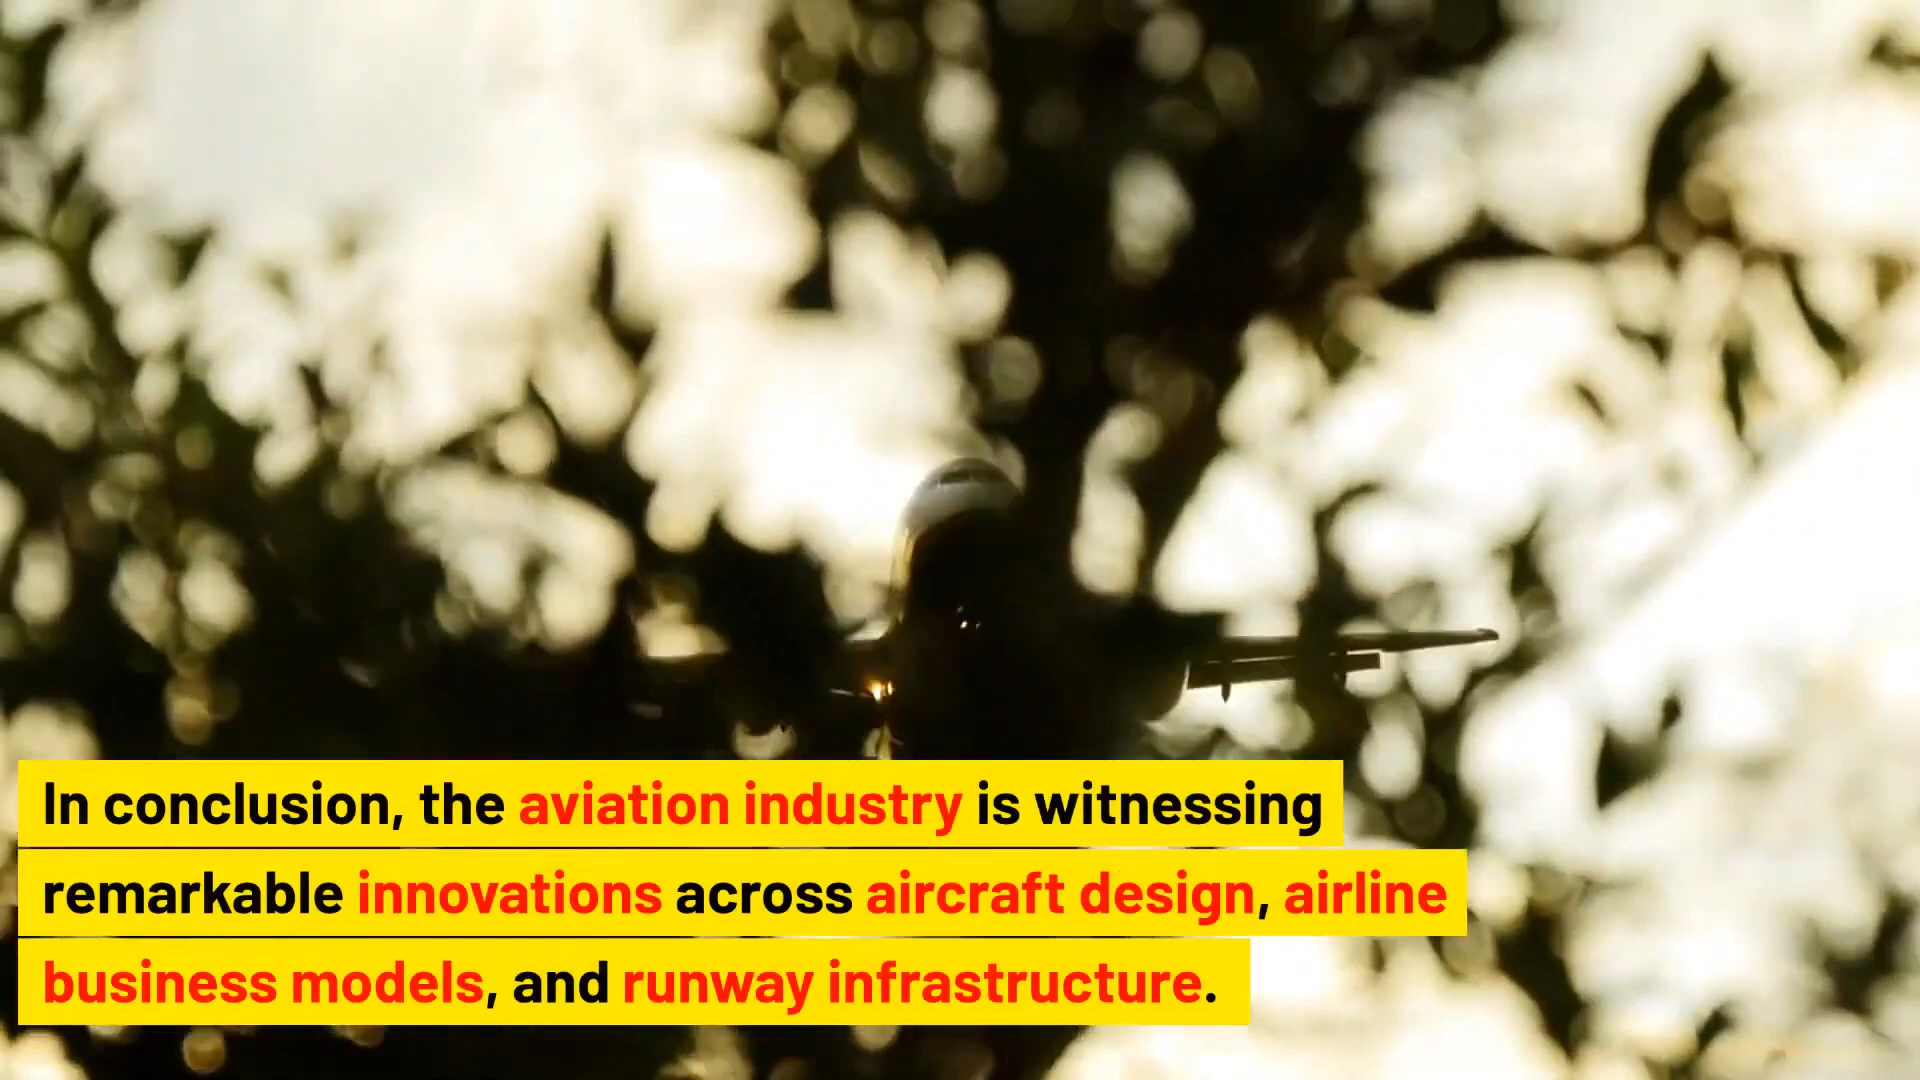 In conclusion, the aviation industry is witnessing
remarkable innovations across aircraft design, airline
business models, and runway infrastructure.